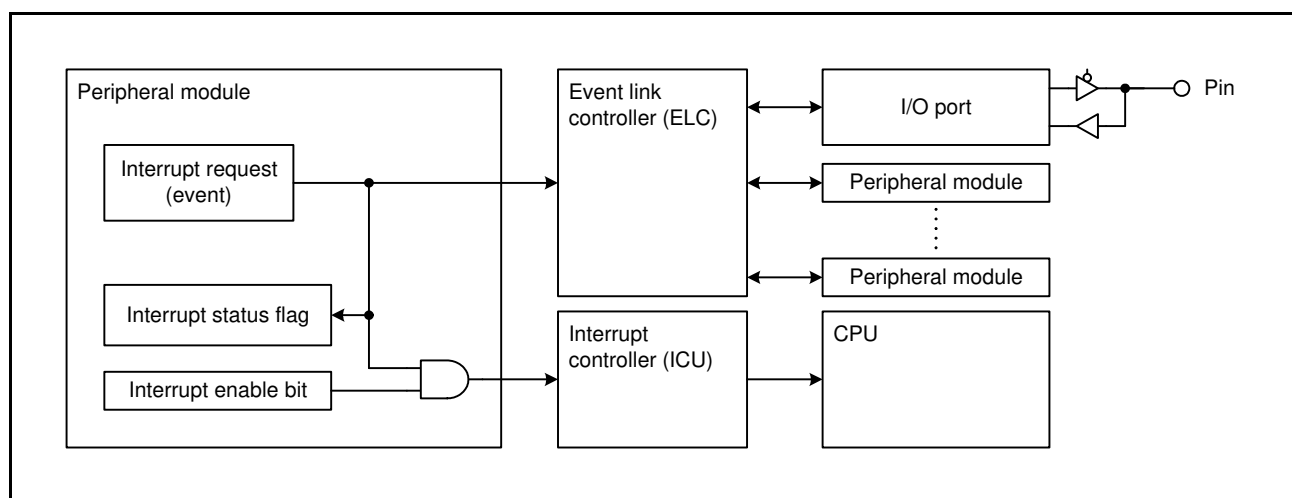 Peripheral module
Interrupt request
(event)
Interrupt status flag
Interrupt enable bit
Event link
controller (ELC)
Interrupt
controller (ICU)
I/O port
Pin
Peripheral module
Peripheral module
CPU